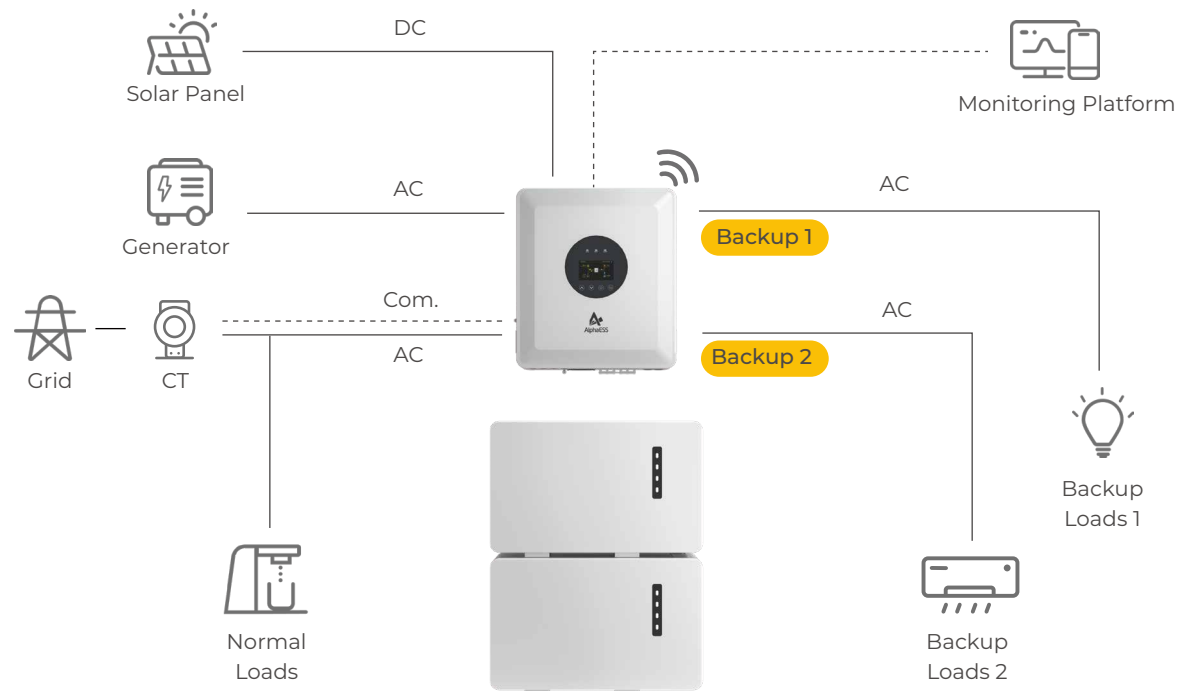 DC
Solar Panel
Monitoring Platform
AC
AC
Generator
Backup 1
Com.
AC
AlphaESS
AC
Backup 2
Grid
CT
Backup
Loads 1
Normal
Loads
Backup
Loads 2